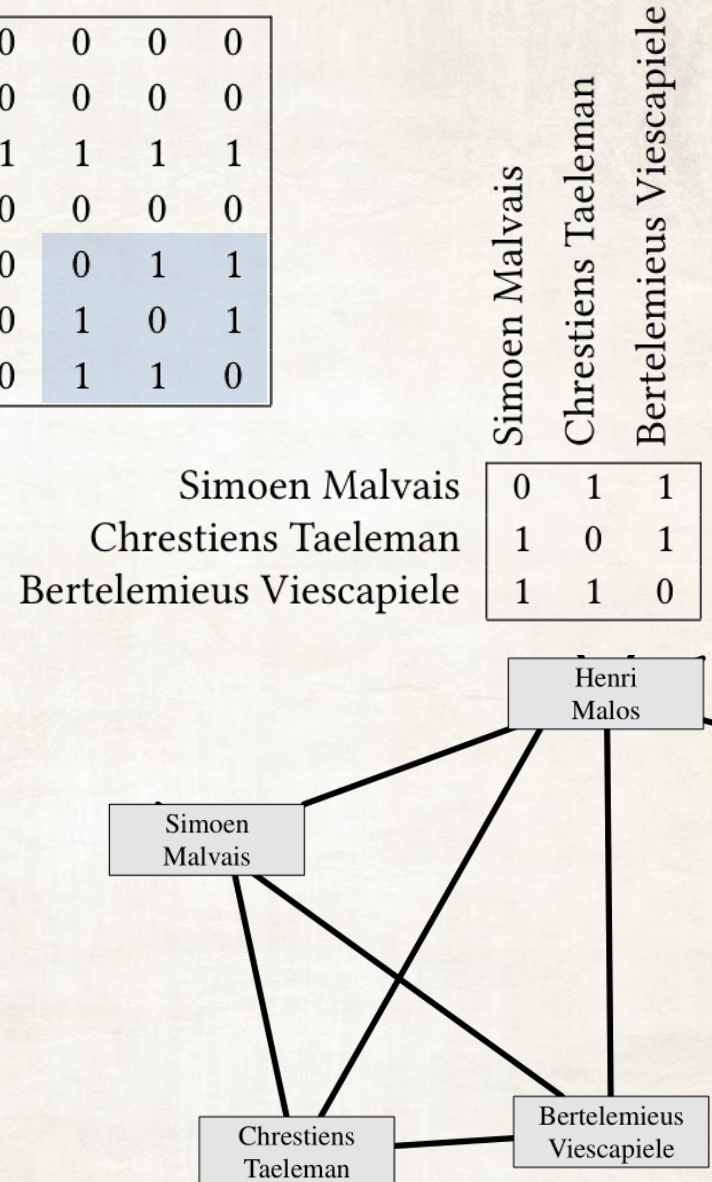 0 0 0 0
0 0 0 0
1 1 1 1
0 0 0 0
0 0 1 1
0 1 0 1
0 1 1 0
Simoen Malvais
Chrestiens Taeleman
Bertelemieus Viescapiele
Simoen Malvais 0 1 1
Chrestiens Taeleman 1 0 1
Bertelemieus Viescapiele 1 1 0
Henri
Malos
Simoen
Malvais
Bertelemieus
Viescapiele
Chrestiens
Taeleman